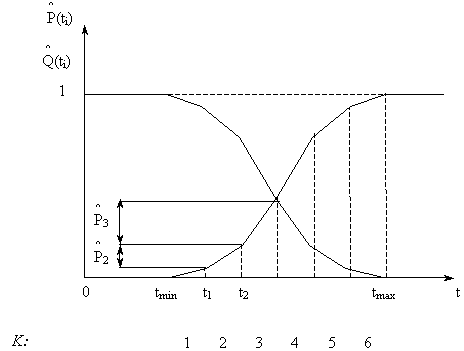 P̂(tᵢ)
Q̂(tᵢ)
1
P̂₃
P̂₂
0 tmin t₁ t₂ tmax t
K: 1 2 3 4 5 6